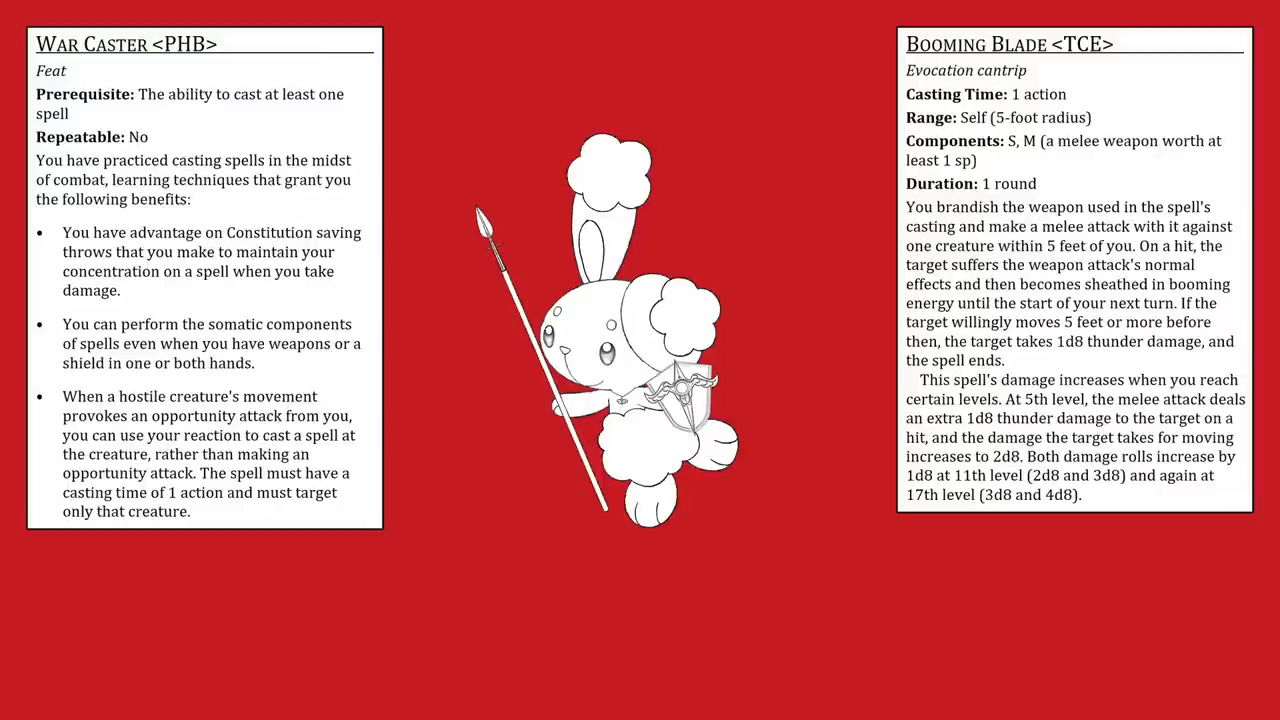 WAR CASTER <PHB>
Feat
Prerequisite: The ability to cast at least one
spell
Repeatable: No
You have practiced casting spells in the midst
of combat, learning techniques that grant you
the following benefits:
• You have advantage on Constitution saving
throws that you make to maintain your
concentration on a spell when you take
damage.
• You can perform the somatic components
of spells even when you have weapons or a
shield in one or both hands.
• When a hostile creature's movement
provokes an opportunity attack from you,
you can use your reaction to cast a spell at
the creature, rather than making an
opportunity attack. The spell must have a
casting time of 1 action and must target
only that creature.
BOOMING BLADE <TCE>
Evocation cantrip
Casting Time: 1 action
Range: Self (5-foot radius)
Components: S, M (a melee weapon worth at
least 1 sp)
Duration: 1 round
You brandish the weapon used in the spell's
casting and make a melee attack with it against
one creature within 5 feet of you. On a hit, the
target suffers the weapon attack's normal
effects and then becomes sheathed in booming
energy until the start of your next turn. If the
target willingly moves 5 feet or more before
then, the target takes 1d8 thunder damage, and
the spell ends.
This spell's damage increases when you reach
certain levels. At 5th level, the melee attack deals
an extra 1d8 thunder damage to the target on a
hit, and the damage the target takes for moving
increases to 2d8. Both damage rolls increase by
1d8 at 11th level (2d8 and 3d8) and again at
17th level (3d8 and 4d8).